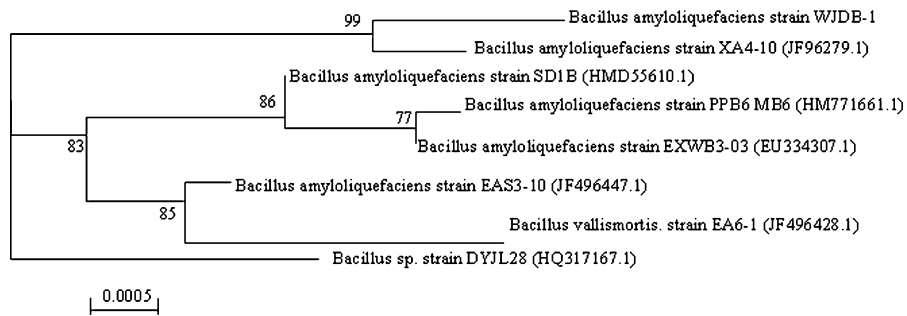 99
Bacillus amyloliquefaciens strain WJDB-1
Bacillus amyloliquefaciens strain XA4-10 (JF96279.1)
Bacillus amyloliquefaciens strain SD1B (HMD55610.1)
86
Bacillus amyloliquefaciens strain PPB6 MB6 (HM771661.1)
77
83
Bacillus amyloliquefaciens strain EXWB3-03 (EU334307.1)
Bacillus amyloliquefaciens strain EAS3-10 (JF496447.1)
85
Bacillus vallismortis. strain EA6-1 (JF496428.1)
Bacillus sp. strain DYJL28 (HQ317167.1)
0.0005